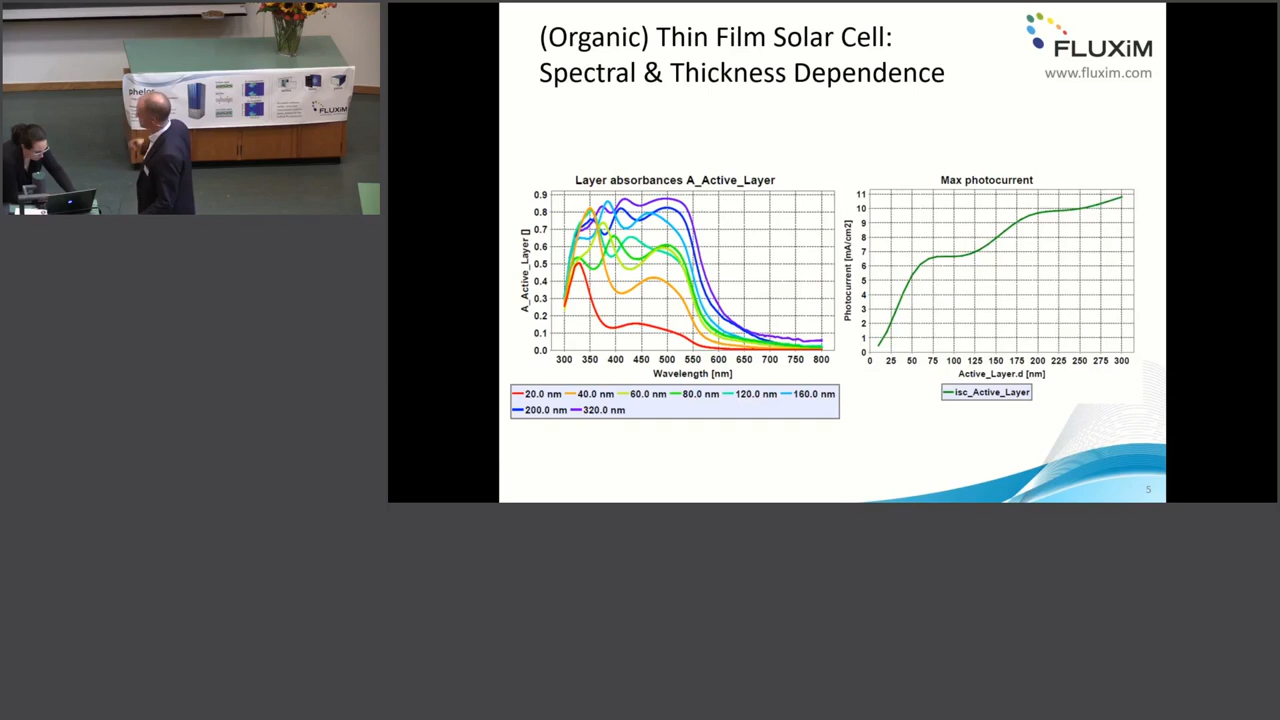 (Organic) Thin Film Solar Cell:
Spectral & Thickness Dependence
FLUXiM
www.fluxim.com
phelos
FLUXiM
Layer absorbances A_Active_Layer
A_Active_Layer []
0.9
0.8
0.7
0.6
0.5
0.4
0.3
0.2
0.1
0.0
300 350 400 450 500 550 600 650 700 750 800
Wavelength [nm]
20.0 nm 40.0 nm 60.0 nm 80.0 nm 120.0 nm 160.0 nm
200.0 nm 320.0 nm
Max photocurrent
Photocurrent [mA/cm2]
11
10
9
8
7
6
5
4
3
2
1
0
0 25 50 75 100 125 150 175 200 225 250 275 300
Active_Layer.d [nm]
isc_Active_Layer
5